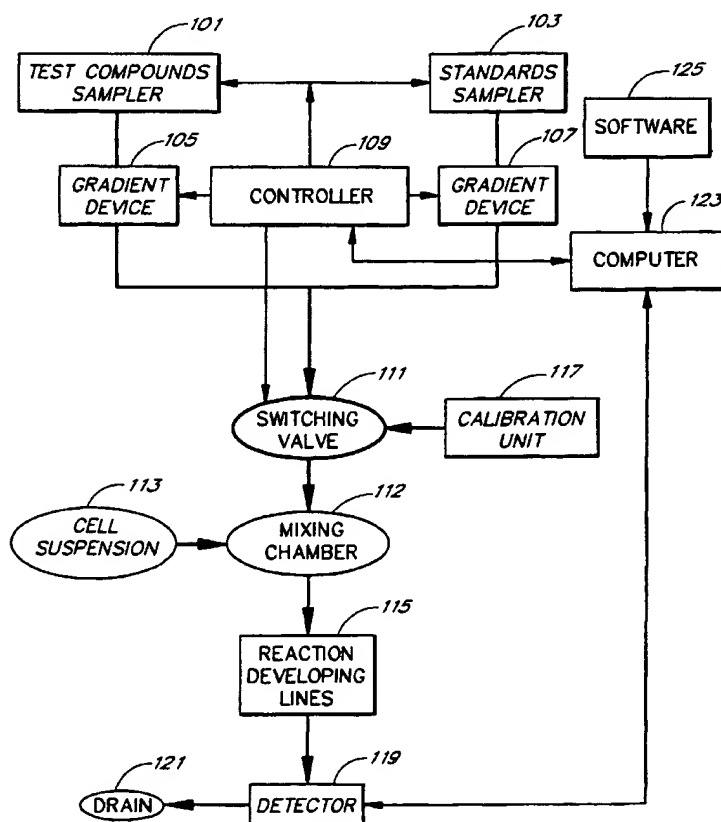 101
103
TEST COMPOUNDS
SAMPLER
STANDARDS
SAMPLER
125
SOFTWARE
105
109
107
GRADIENT
DEVICE
CONTROLLER
GRADIENT
DEVICE
123
COMPUTER
111
117
SWITCHING
VALVE
CALIBRATION
UNIT
113
112
CELL
SUSPENSION
MIXING
CHAMBER
115
REACTION
DEVELOPING
LINES
121
119
DRAIN
DETECTOR